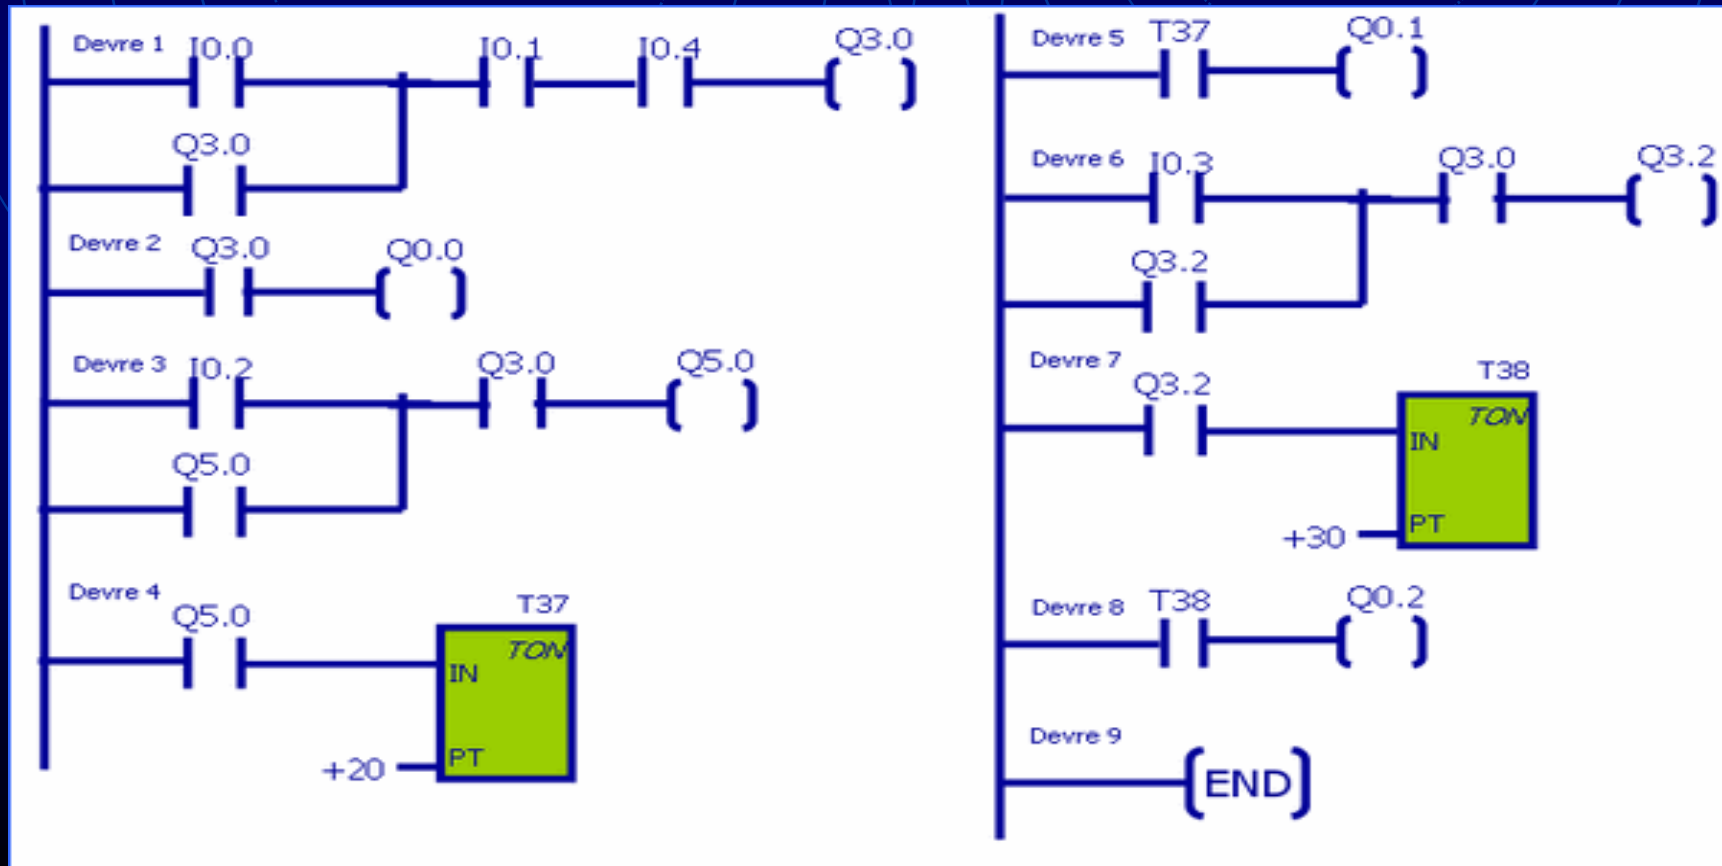 Devre 1 I0.0 I0.1 I0.4 Q3.0
Q3.0
Devre 2 Q3.0 Q0.0
Devre 3 I0.2 Q3.0 Q5.0
Q5.0
Devre 4 Q5.0 T37
TON
IN
PT
+20
Devre 5 T37 Q0.1
Devre 6 I0.3 Q3.0 Q3.2
Q3.2
Devre 7 Q3.2 T38
TON
IN
PT
+30
Devre 8 T38 Q0.2
Devre 9
END